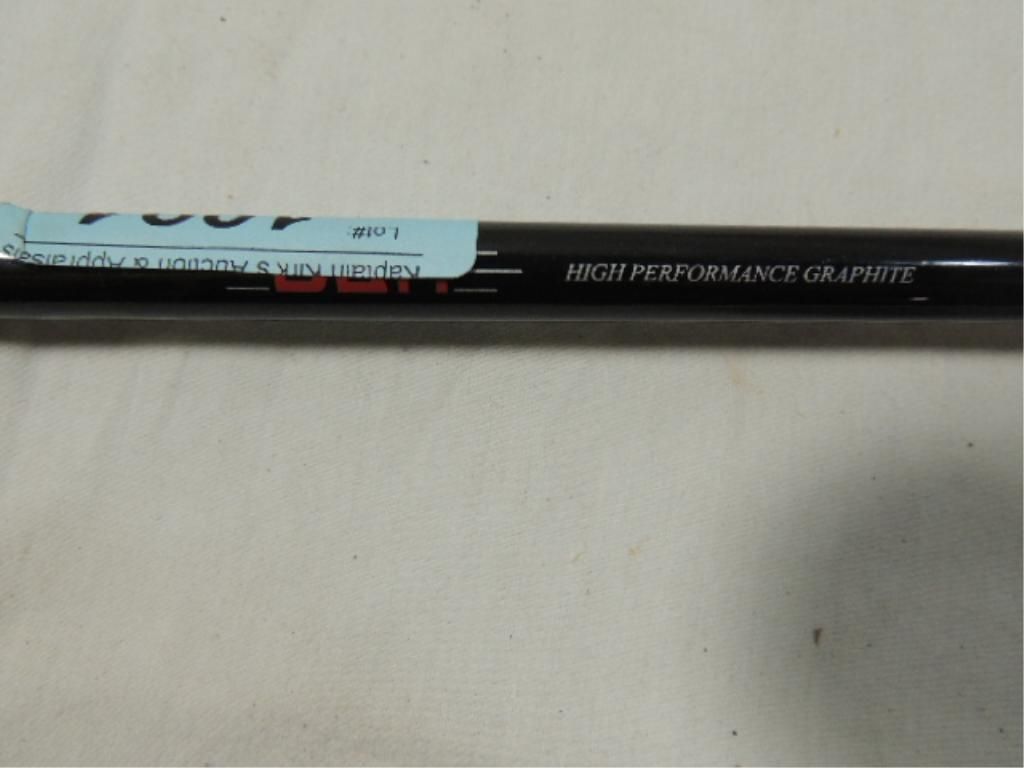 HIGH PERFORMANCE GRAPHITE
Kaptain Kirk's Auction & Appraisals
Lot#: